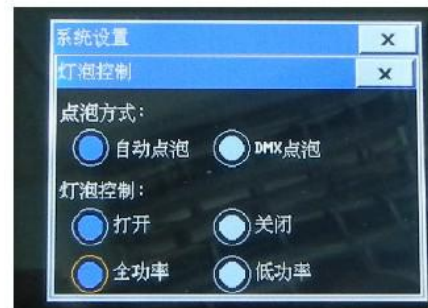 系统设置 X
灯泡控制 X
点泡方式:
自动点泡 DMX点泡
灯泡控制:
打开 关闭
全功率 低功率